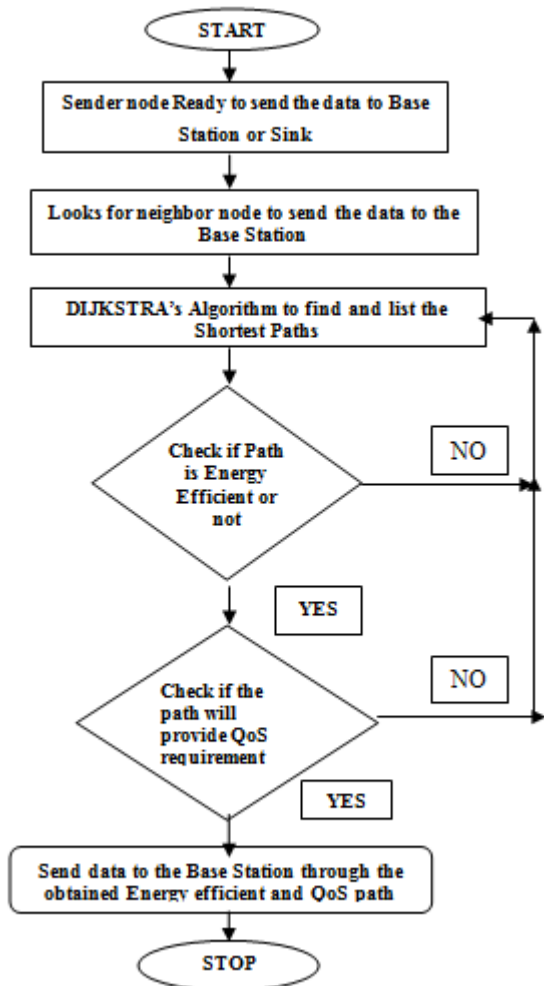 START
Sender node Ready to send the data to Base
Station or Sink
Looks for neighbor node to send the data to the
Base Station
DIJKSTRA's Algorithm to find and list the
Shortest Paths
Check if Path
is Energy
Efficient or
not
NO
YES
Check if the
path will
provide QoS
requirement
NO
YES
Send data to the Base Station through the
obtained Energy efficient and QoS path
STOP